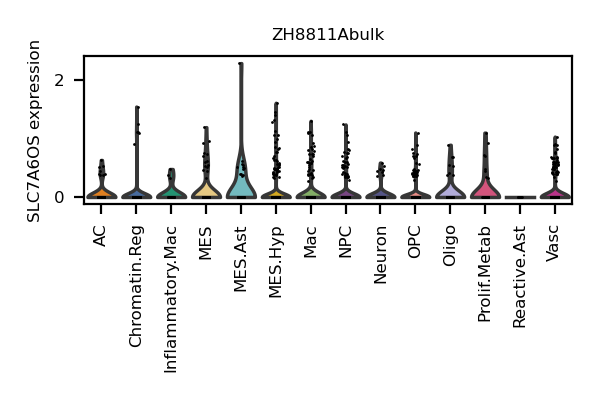 ZH8811Abulk
SLC7A6OS expression
2
0
AC
Chromatin.Reg
Inflammatory.Mac
MES
MES.Ast
MES.Hyp
Mac
NPC
Neuron
OPC
Oligo
Prolif.Metab
Reactive.Ast
Vasc